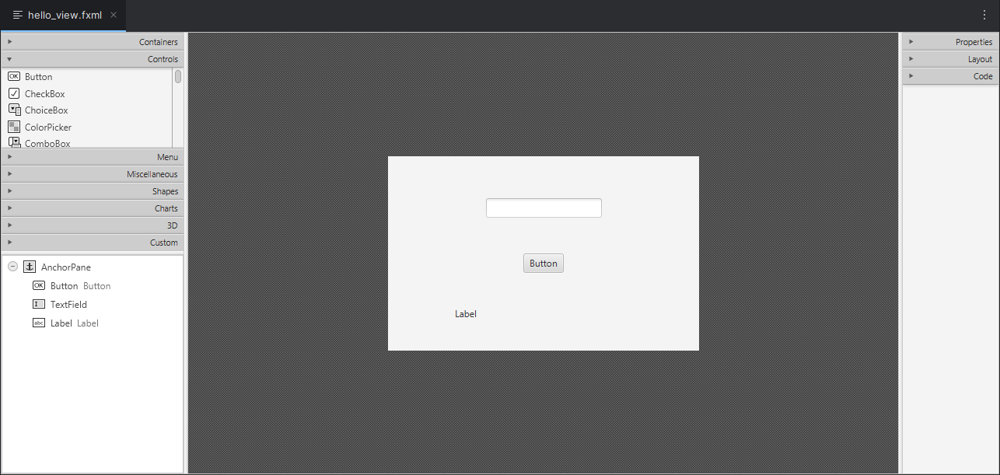 hello_view.fxml
Containers
Controls
OK Button
CheckBox
ChoiceBox
ColorPicker
ComboBox
Menu
Miscellaneous
Shapes
Charts
3D
Custom
AnchorPane
OK Button Button
TextField
abc Label Label
Button
Label
Properties
Layout
Code